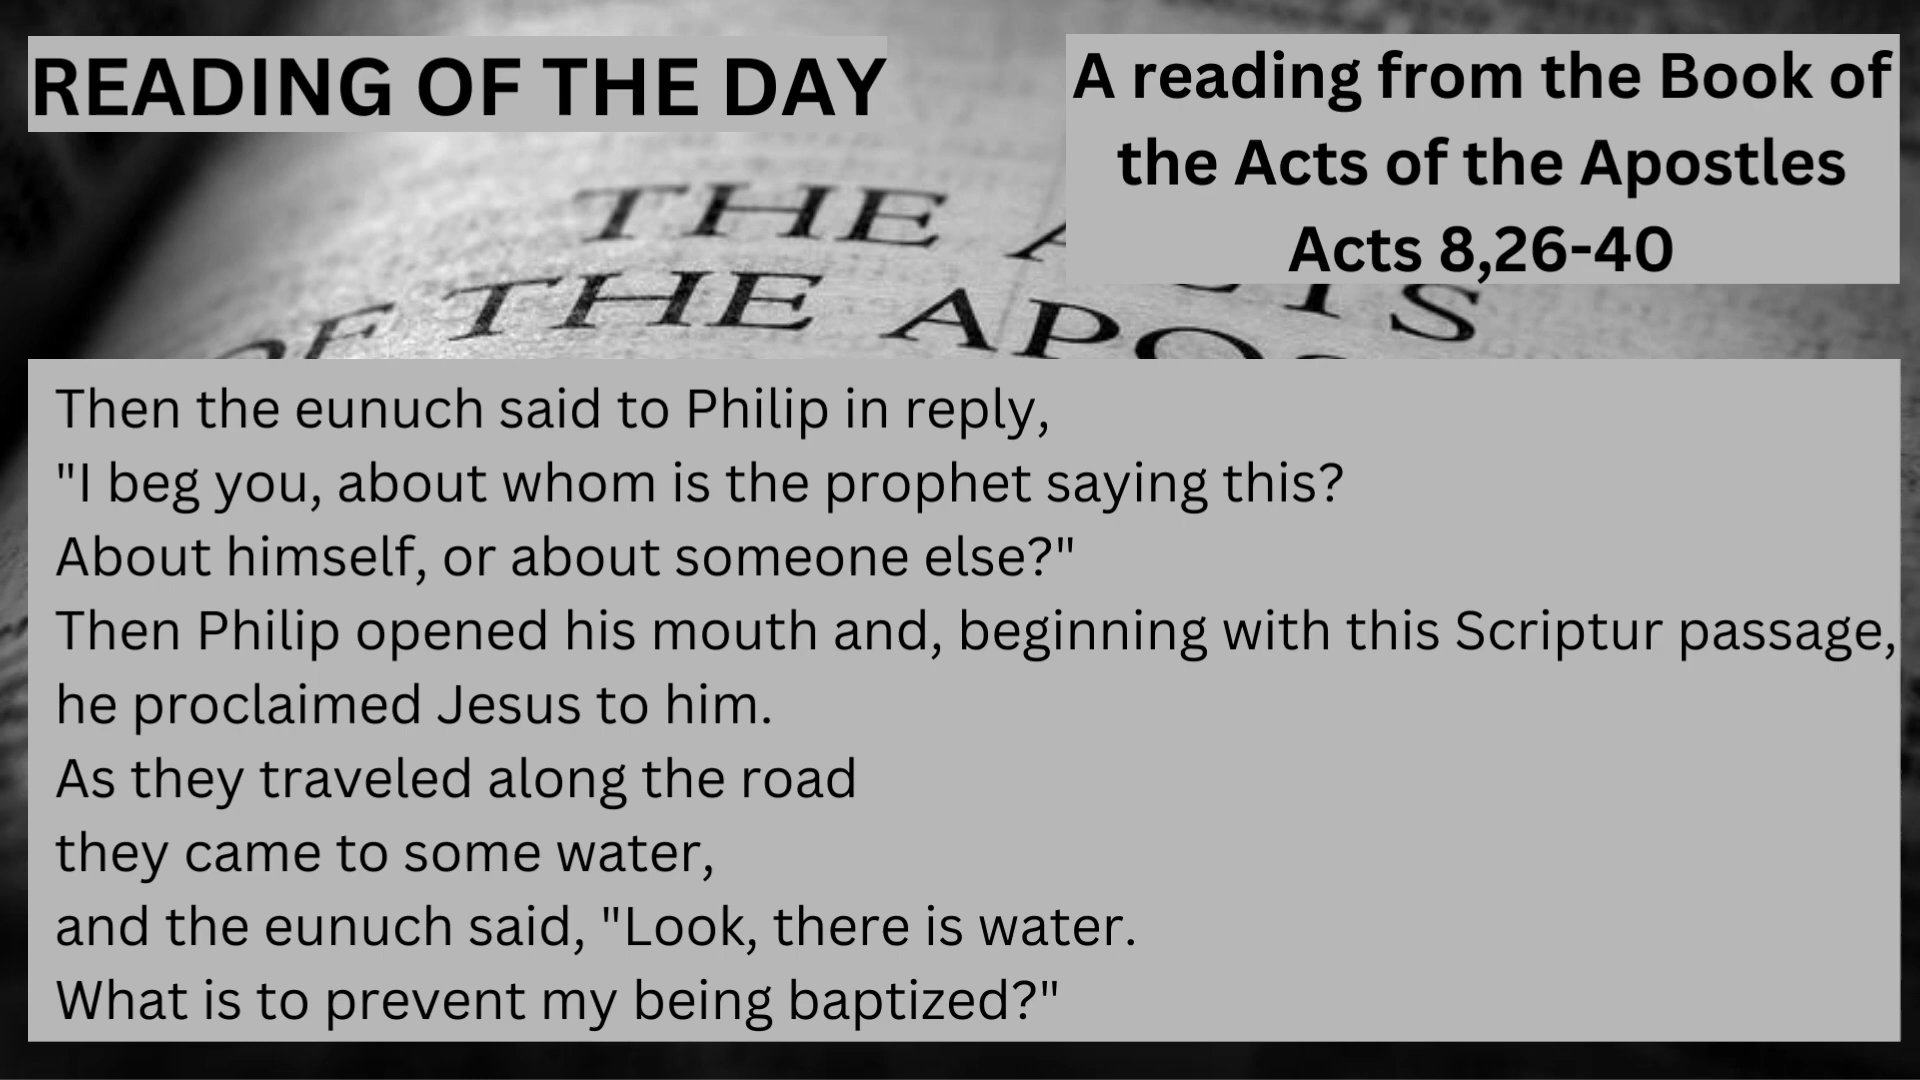 READING OF THE DAY
A reading from the Book of
the Acts of the Apostles
Acts 8,26-40
THE
OF THE
Then the eunuch said to Philip in reply,
"I beg you, about whom is the prophet saying this?
About himself, or about someone else?"
Then Philip opened his mouth and, beginning with this Scriptur passage,
he proclaimed Jesus to him.
As they traveled along the road
they came to some water,
and the eunuch said, "Look, there is water.
What is to prevent my being baptized?"